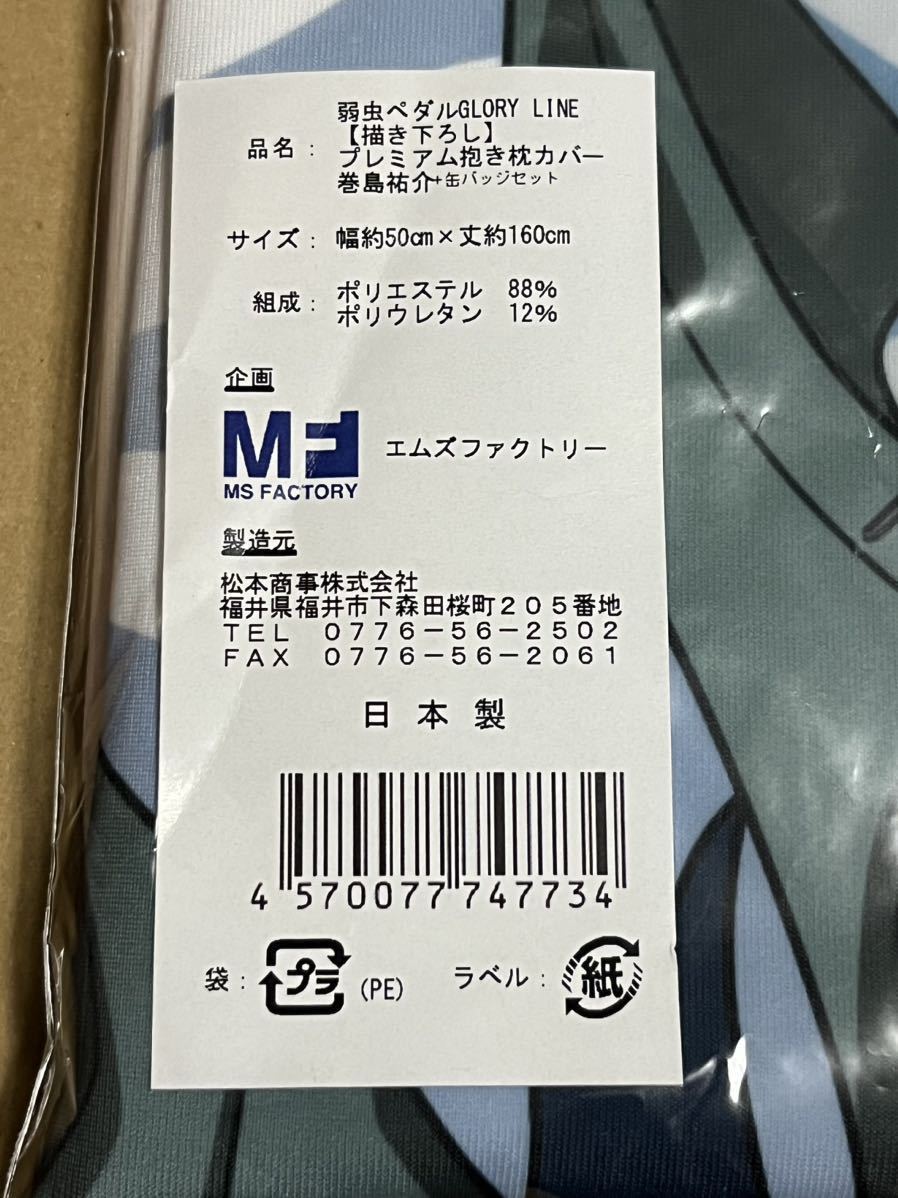 品名： 弱虫ペダルGLORY LINE
【描き下ろし】
プレミアム抱き枕カバー
巻島祐介+缶バッジセット
サイズ： 幅約50cm×丈約160cm
組成： ポリエステル 88%
ポリウレタン 12%
企画
MF
MS FACTORY
エムズファクトリー
製造元
松本商事株式会社
福井県福井市下森田桜町２０５番地
ＴＥＬ ０７７６－５６－２５０２
ＦＡＸ ０７７６－５６－２０６１
日本製
4 570077 747734
袋： プラ (PE) ラベル： 紙